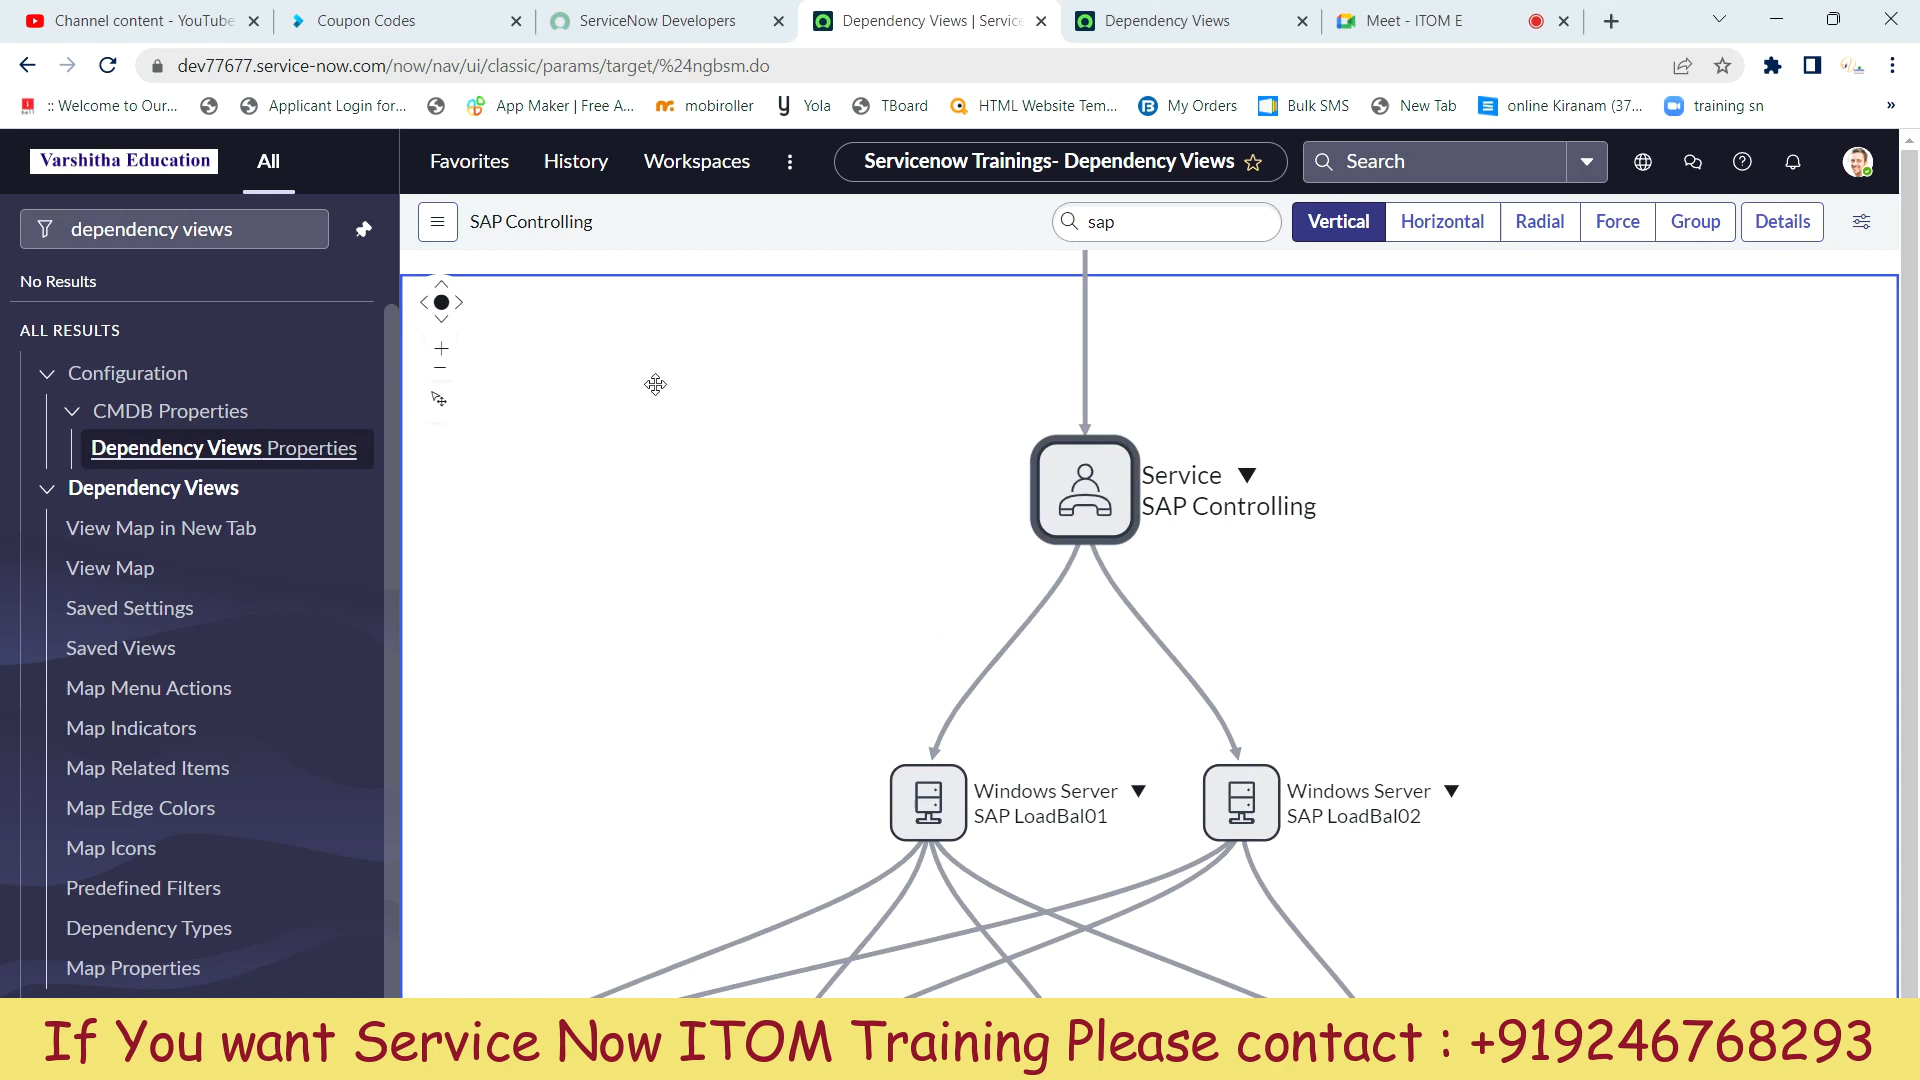 Channel content - YouTube
Coupon Codes
ServiceNow Developers
Dependency Views | Service
Dependency Views
Meet - ITOM E
dev77677.service-now.com/now/nav/ui/classic/params/target/%24ngbsm.do
:: Welcome to Our...
Applicant Login for...
App Maker | Free A...
mobiroller
Yola
TBoard
HTML Website Tem...
My Orders
Bulk SMS
New Tab
online Kiranam (37...
training sn
»
Varshitha Education
All
Favorites
History
Workspaces
Servicenow Trainings- Dependency Views
Search
dependency views
SAP Controlling
sap
Vertical
Horizontal
Radial
Force
Group
Details
No Results
ALL RESULTS
Configuration
CMDB Properties
Dependency Views Properties
Dependency Views
View Map in New Tab
View Map
Saved Settings
Saved Views
Map Menu Actions
Map Indicators
Map Related Items
Map Edge Colors
Map Icons
Predefined Filters
Dependency Types
Map Properties
Service
SAP Controlling
Windows Server
SAP LoadBal01
Windows Server
SAP LoadBal02
If You want Service Now ITOM Training Please contact : +919246768293